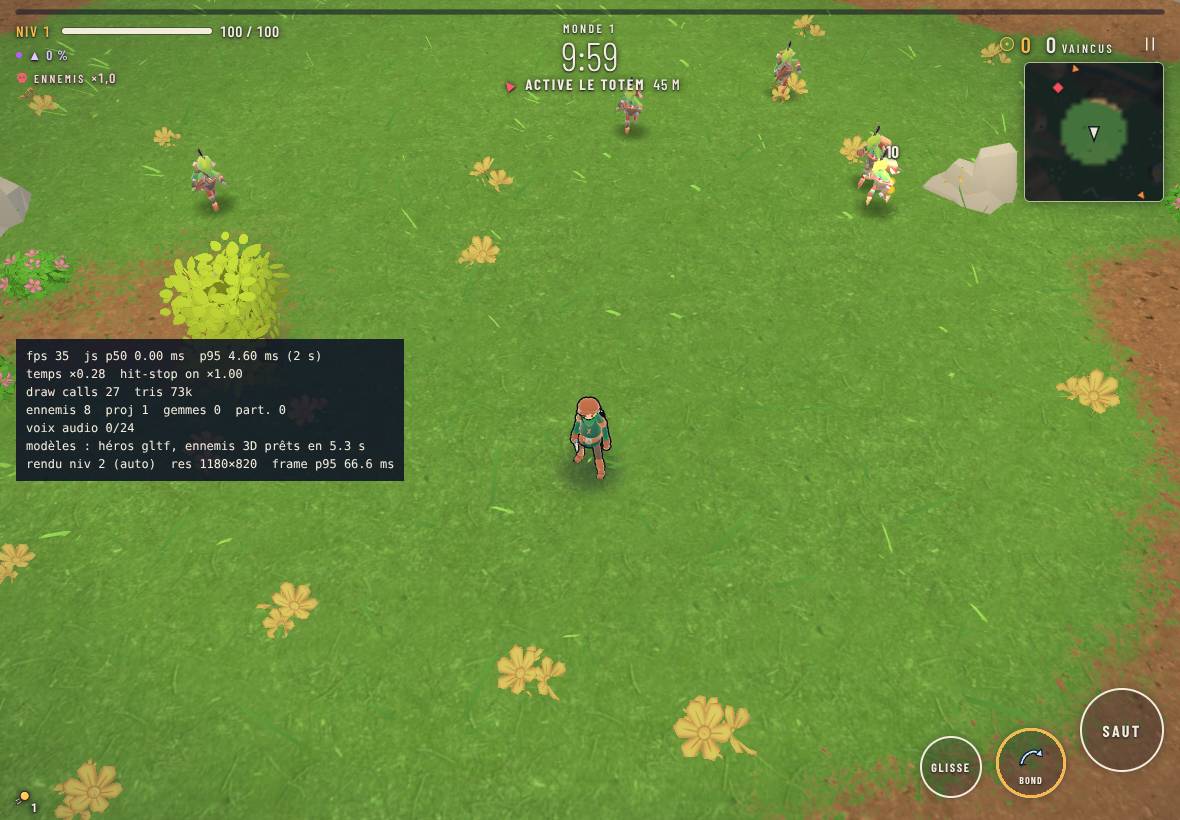 NIV 1 100 / 100
▲ 0 %
ENNEMIS ×1,0
MONDE 1
9:59
ACTIVE LE TOTEM 45 M
0 0 VAINCUS
10
fps 35 js p50 0.00 ms p95 4.60 ms (2 s)
temps ×0.28 hit-stop on ×1.00
draw calls 27 tris 73k
ennemis 8 proj 1 gemmes 0 part. 0
voix audio 0/24
modèles : héros gltf, ennemis 3D prêts en 5.3 s
rendu niv 2 (auto) res 1180×820 frame p95 66.6 ms
SAUT
GLISSE
BOND
1